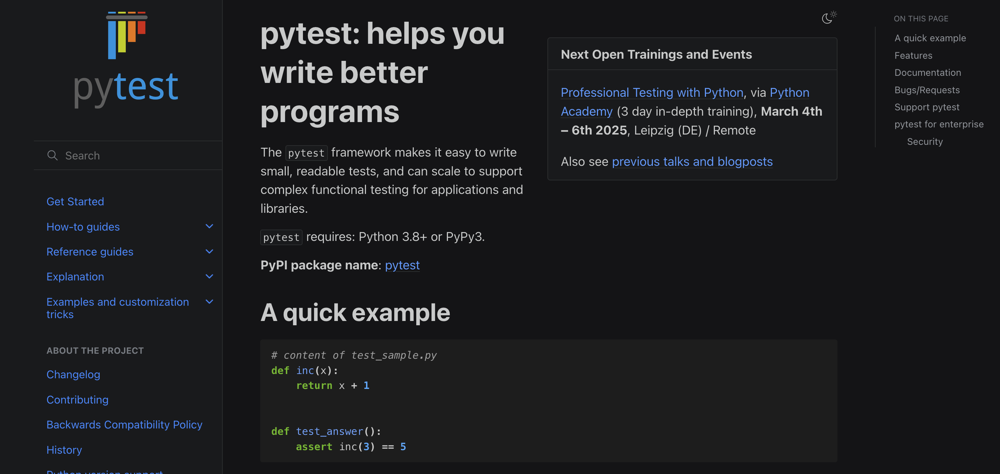 pytest
Search
Get Started
How-to guides
Reference guides
Explanation
Examples and customization
tricks
ABOUT THE PROJECT
Changelog
Contributing
Backwards Compatibility Policy
History
Python version support
pytest: helps you
write better
programs
The pytest framework makes it easy to write
small, readable tests, and can scale to support
complex functional testing for applications and
libraries.
pytest requires: Python 3.8+ or PyPy3.
PyPI package name: pytest
Next Open Trainings and Events
Professional Testing with Python, via Python
Academy (3 day in-depth training), March 4th
– 6th 2025, Leipzig (DE) / Remote
Also see previous talks and blogposts
A quick example
# content of test_sample.py
def inc(x):
    return x + 1
def test_answer():
    assert inc(3) == 5
ON THIS PAGE
A quick example
Features
Documentation
Bugs/Requests
Support pytest
pytest for enterprise
Security